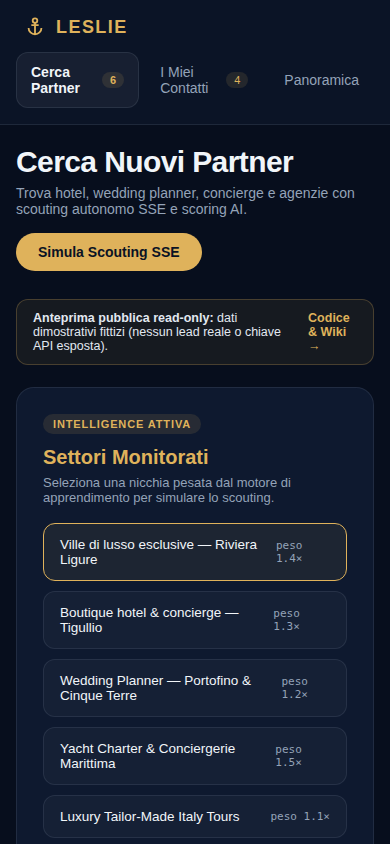 LESLIE
Cerca
Partner
6
I Miei
Contatti
4
Panoramica
Cerca Nuovi Partner
Trova hotel, wedding planner, concierge e agenzie con
scouting autonomo SSE e scoring AI.
Simula Scouting SSE
Anteprima pubblica read-only: dati
dimostrativi fittizi (nessun lead reale o chiave
API esposta).
Codice
& Wiki
→
INTELLIGENCE ATTIVA
Settori Monitorati
Seleziona una nicchia pesata dal motore di
apprendimento per simulare lo scouting.
Ville di lusso esclusive — Riviera
Ligure
peso
1.4×
Boutique hotel & concierge —
Tigullio
peso
1.3×
Wedding Planner — Portofino &
Cinque Terre
peso
1.2×
Yacht Charter & Conciergerie
Marittima
peso
1.5×
Luxury Tailor-Made Italy Tours
peso 1.1×